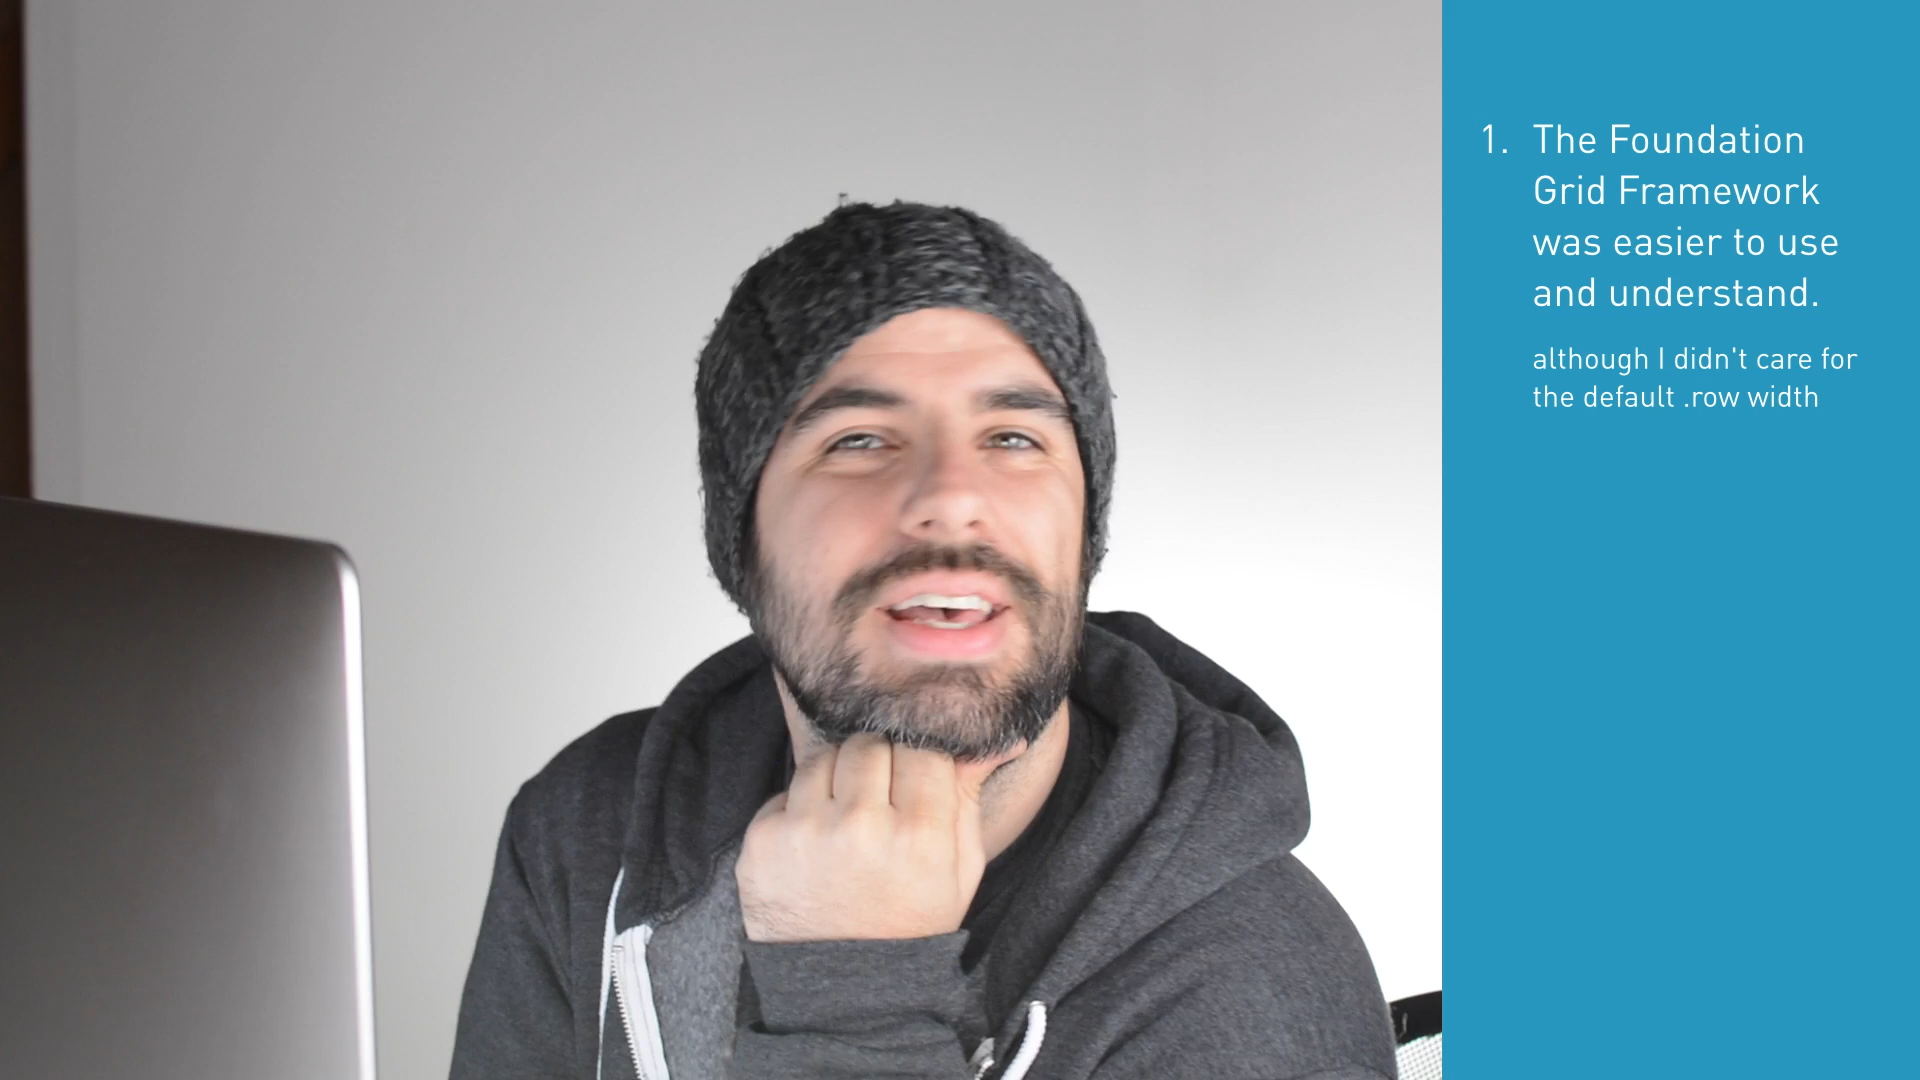 1. The Foundation
Grid Framework
was easier to use
and understand.
although I didn't care for
the default .row width